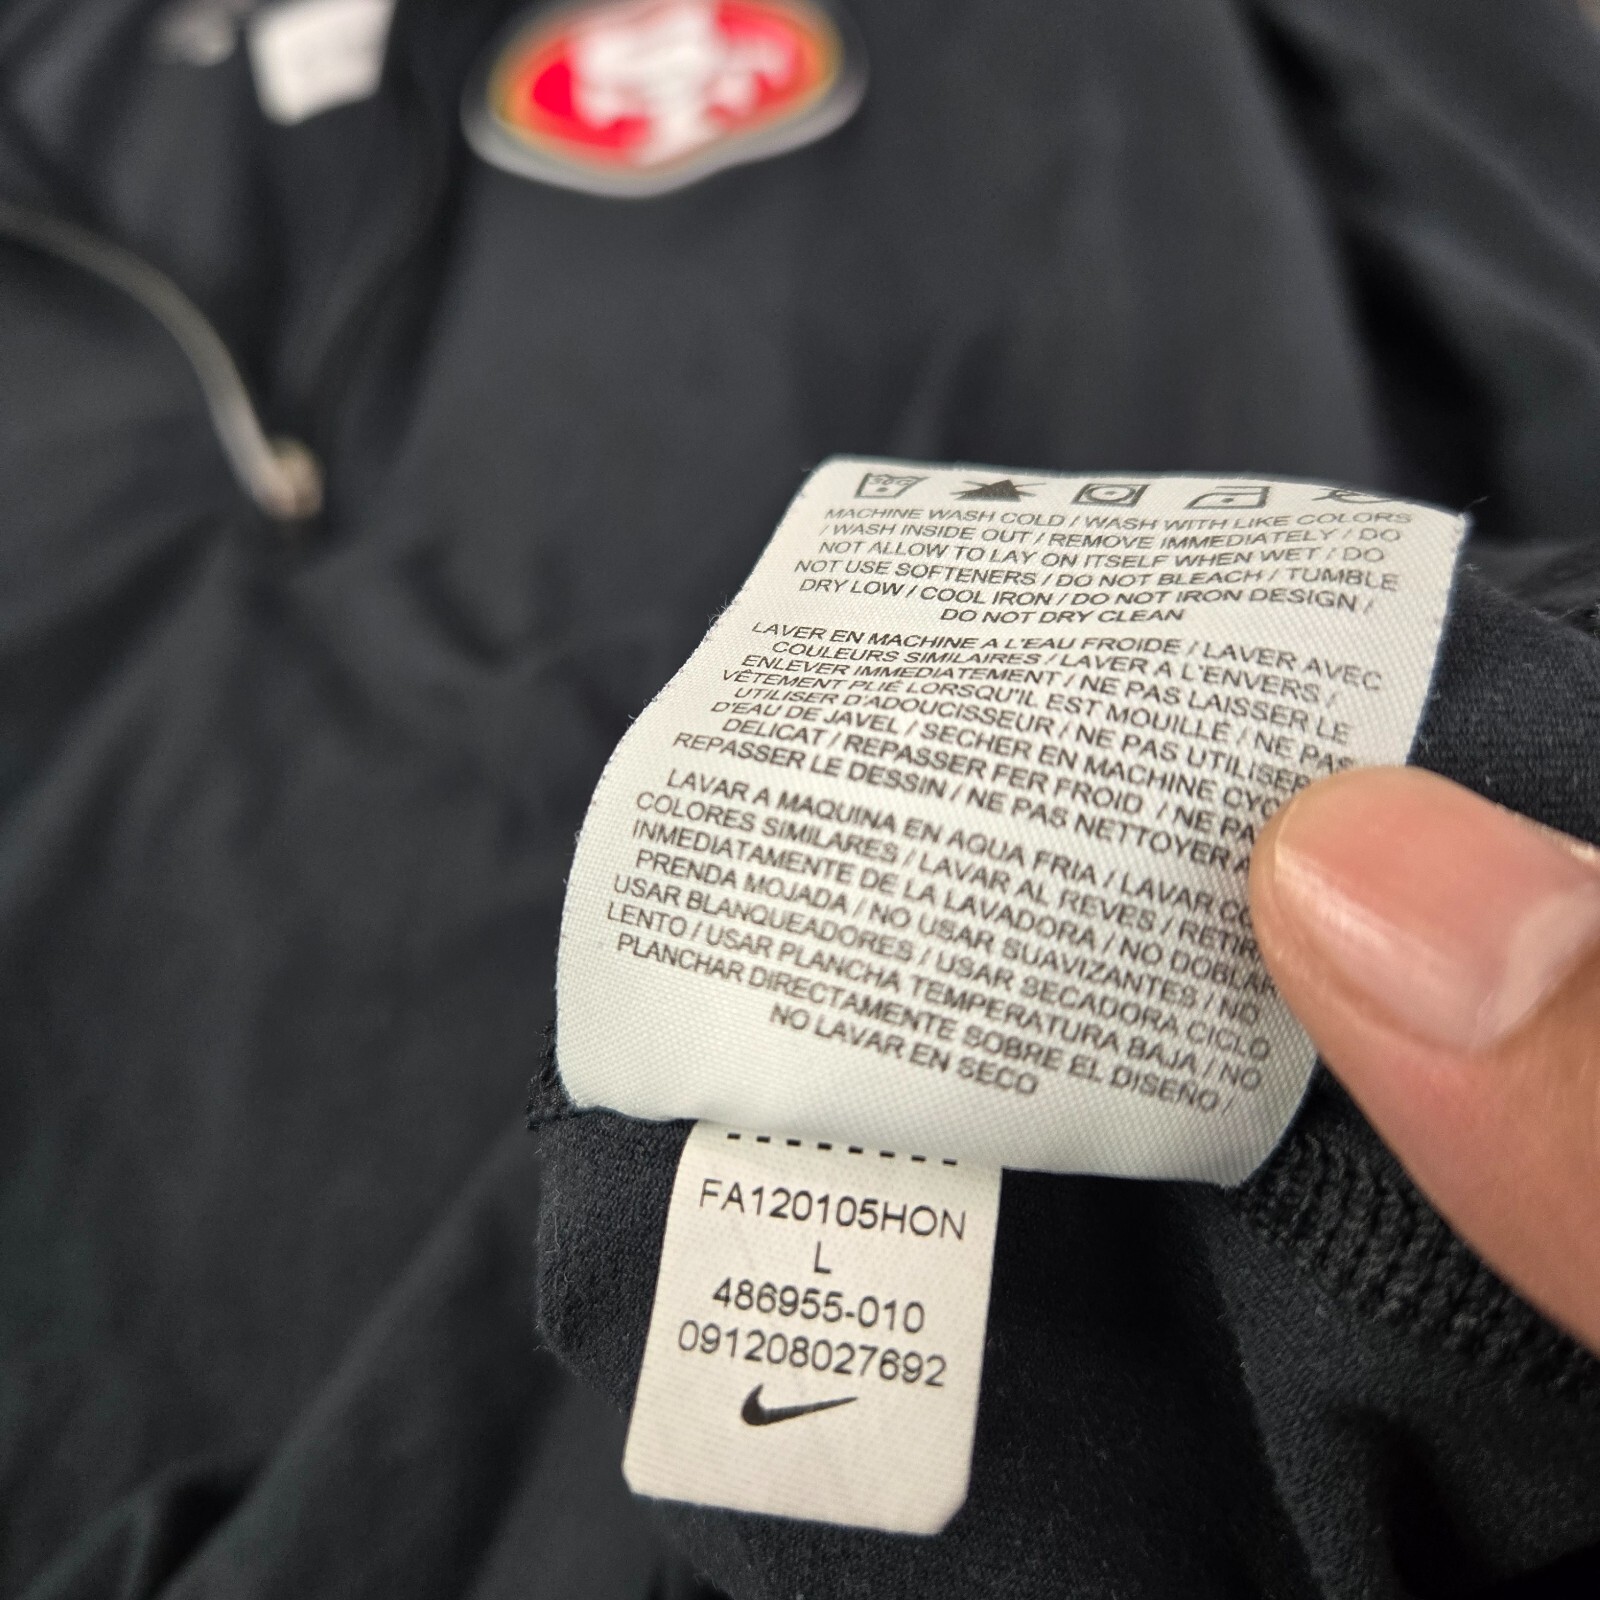 MACHINE WASH COLD / WASH WITH LIKE COLORS
/ WASH INSIDE OUT / REMOVE IMMEDIATELY / DO
NOT ALLOW TO LAY ON ITSELF WHEN WET / DO
NOT USE SOFTENERS / DO NOT BLEACH / TUMBLE
DRY LOW / COOL IRON / DO NOT IRON DESIGN /
DO NOT DRY CLEAN
LAVER EN MACHINE A L'EAU FROIDE / LAVER AVEC
COULEURS SIMILAIRES / LAVER A L'ENVERS /
ENLEVER IMMEDIATEMENT / NE PAS LAISSER LE
VÊTEMENT PLIÉ LORSQU'IL EST MOUILLÉ / NE PAS
UTILISER D'ADOUCISSEUR / NE PAS UTILISER
D'EAU DE JAVEL / SECHER EN MACHINE
DELICAT / REPASSER FER FROID / NE PA
REPASSER LE DESSIN / NE PAS NETTOYER A
LAVAR A MAQUINA EN AQUA FRIA / LAVAR CO
COLORES SIMILARES / LAVAR AL REVES / RETIR
INMEDIATAMENTE DE LA LAVADORA / NO DOBLAR
PRENDA MOJADA / NO USAR SUAVIZANTES / NO
USAR BLANQUEADORES / USAR SECADORA CICLO
LENTO / USAR PLANCHA TEMPERATURA BAJA / NO
PLANCHAR DIRECTAMENTE SOBRE EL DISEÑO /
NO LAVAR EN SECO
FA120105HON
L
486955-010
091208027692